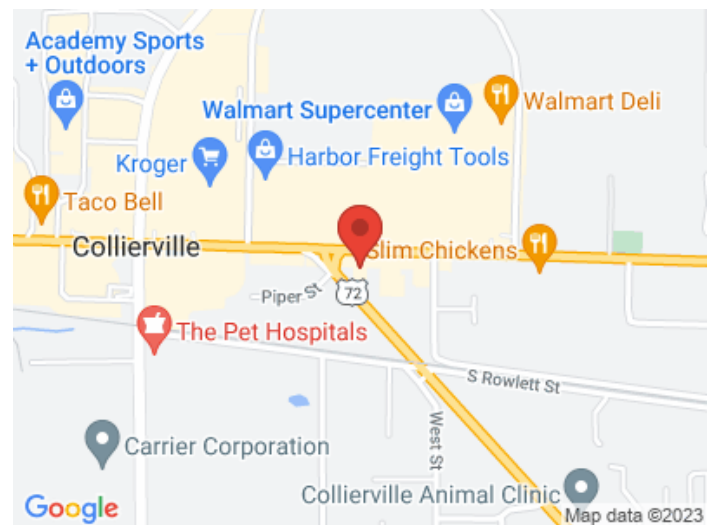 Academy Sports
+ Outdoors
Walmart Supercenter
Walmart Deli
Kroger
Harbor Freight Tools
Taco Bell
Collierville
Slim Chickens
Piper St
72
The Pet Hospitals
S Rowlett St
West St
Carrier Corporation
Collierville Animal Clinic
Google
Map data ©2023